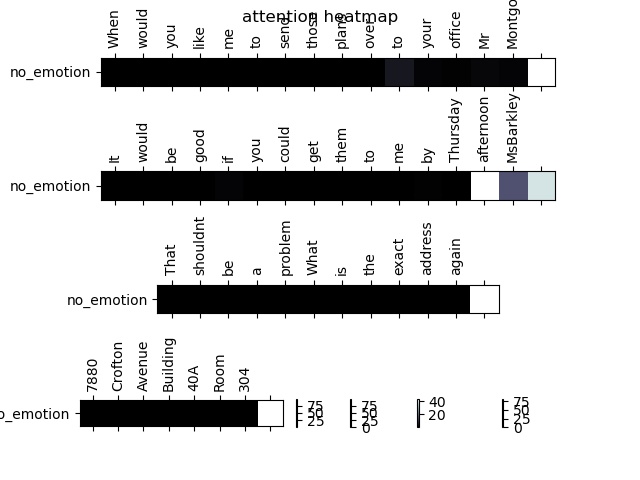 attention heatmap
When would you like me to send those plans over to your office Mr
no_emotion
It would be good if you could get them to me by Thursday afternoon MsBarkley
no_emotion
That shouldnt be a problem What is the exact address again
no_emotion
7880 Crofton Avenue Building 40A Room 304
o_emotion
75 75 40 75
50 50 20 50
25 25 25
0 0